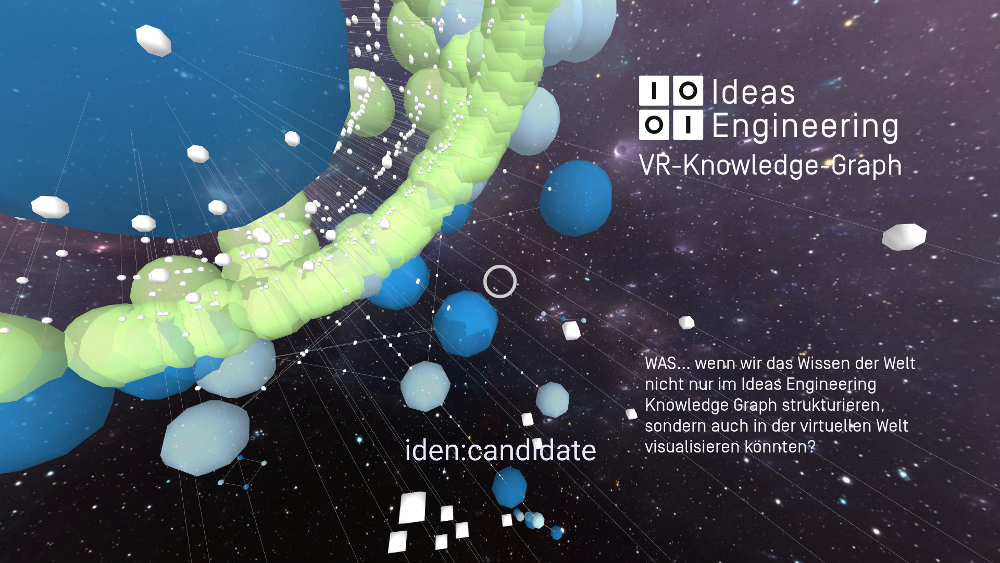 IO Ideas
OI Engineering
VR-Knowledge-Graph
WAS... wenn wir das Wissen der Welt
nicht nur im Ideas Engineering
Knowledge Graph strukturieren,
sondern auch in der virtuellen Welt
visualisieren könnten?
iden:candidate